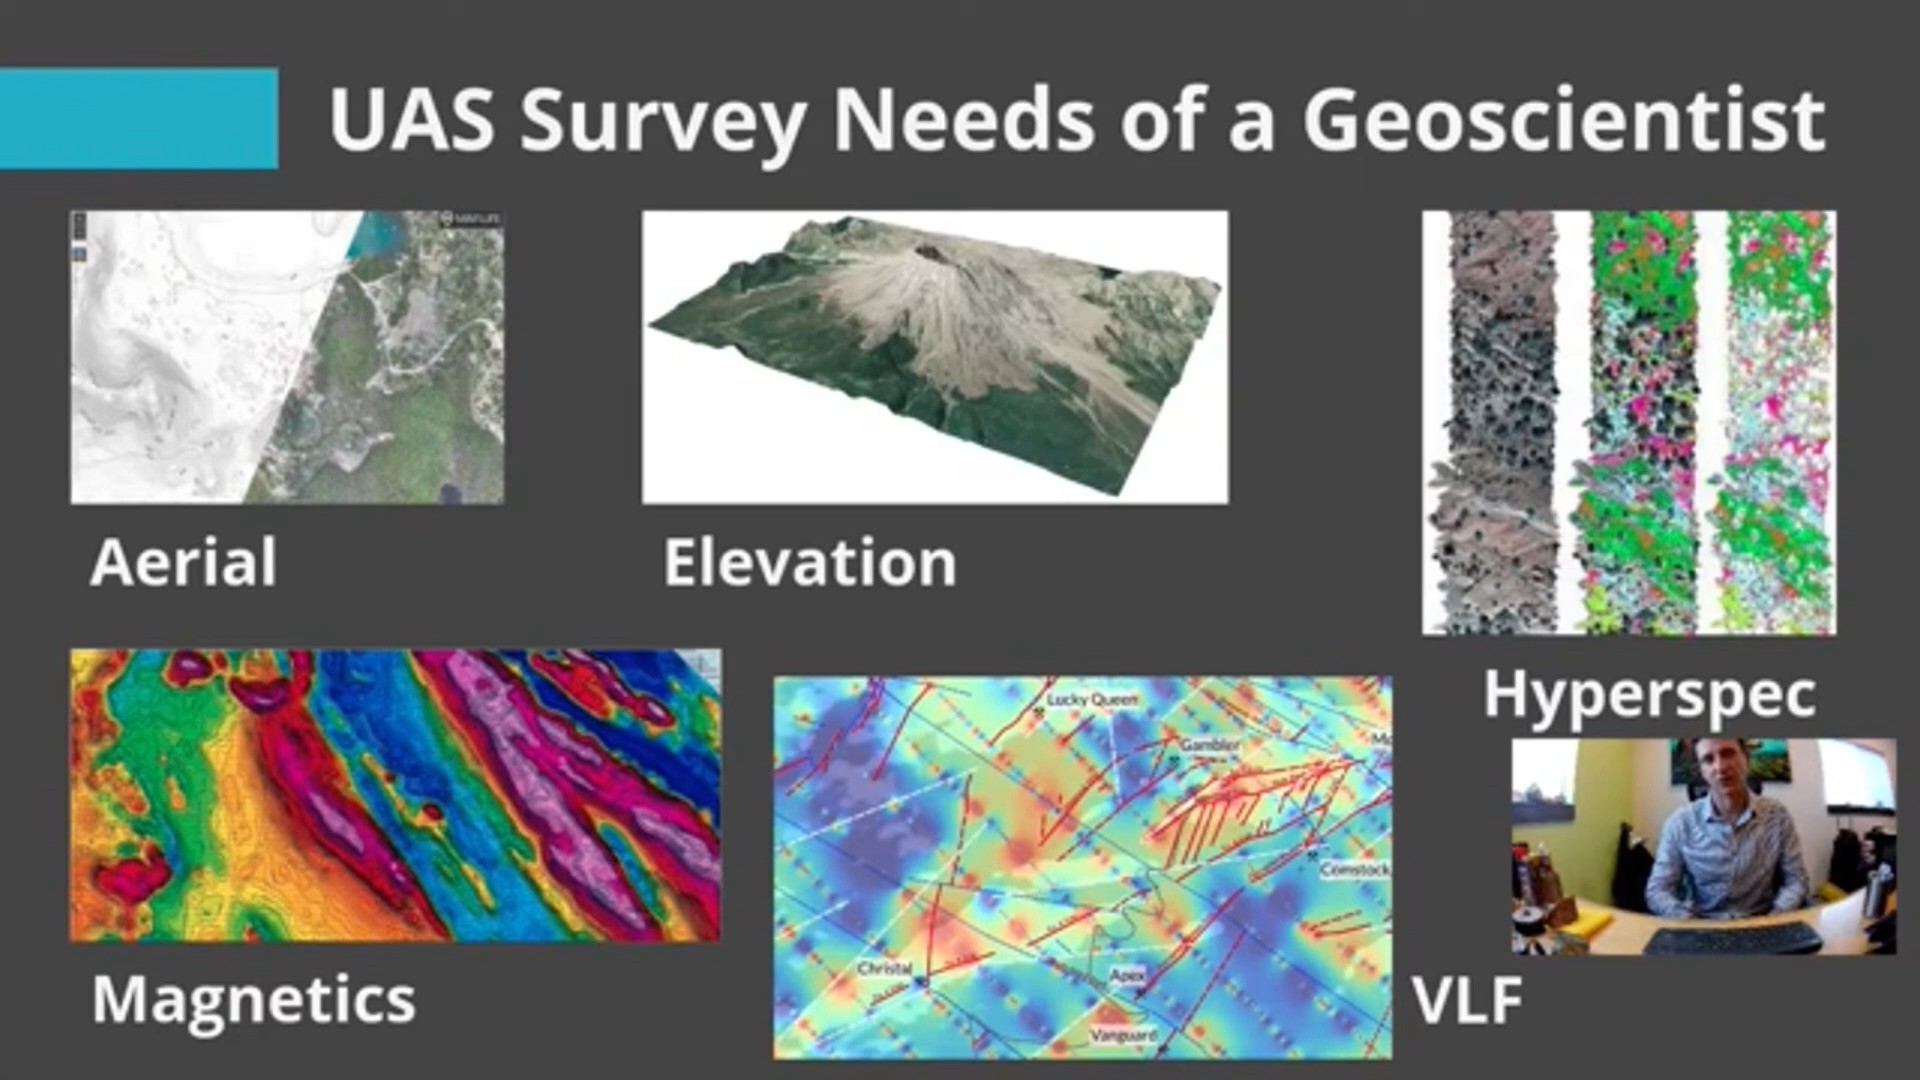 UAS Survey Needs of a Geoscientist
Aerial
Elevation
Hyperspec
Magnetics
Lucky Queen
Gambler
Comstock
Christal
Apex
Vanguard
VLF